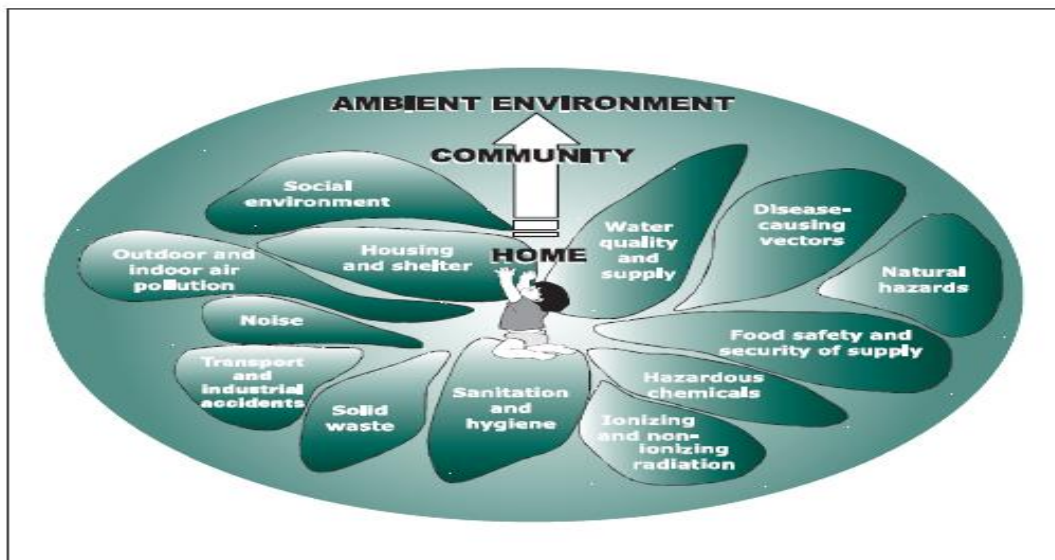 AMBIENT ENVIRONMENT
COMMUNITY
HOME
Social
environment
Housing
and shelter
Outdoor and
indoor air
pollution
Noise
Transport
and
industrial
accidents
Solid
waste
Sanitation
and
hygiene
Water
quality
and
supply
Disease-
causing
vectors
Natural
hazards
Food safety and
security of supply
Hazardous
chemicals
Ionizing
and non-
ionizing
radiation